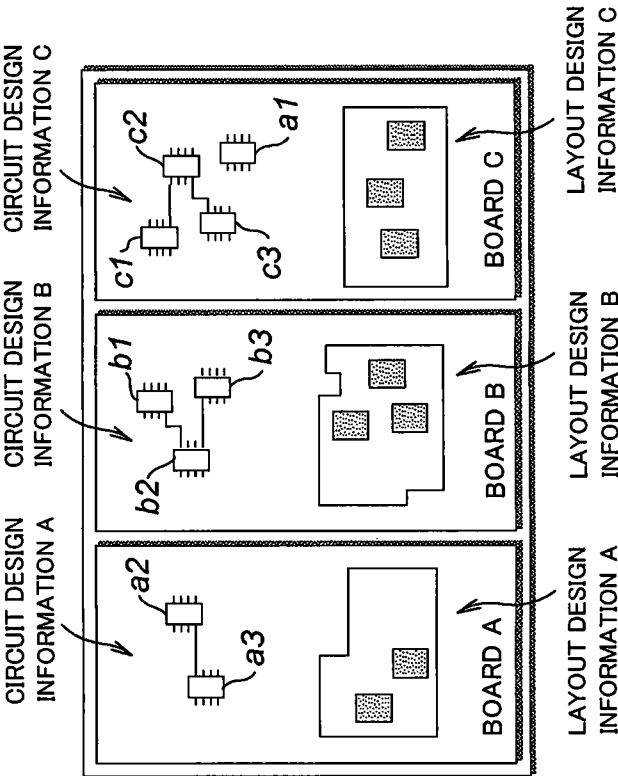 CIRCUIT DESIGN
INFORMATION A
CIRCUIT DESIGN
INFORMATION B
CIRCUIT DESIGN
INFORMATION C
a2
a3
b1
b2
b3
c1
c2
c3
a1
BOARD A
BOARD B
BOARD C
LAYOUT DESIGN
INFORMATION A
LAYOUT DESIGN
INFORMATION B
LAYOUT DESIGN
INFORMATION C